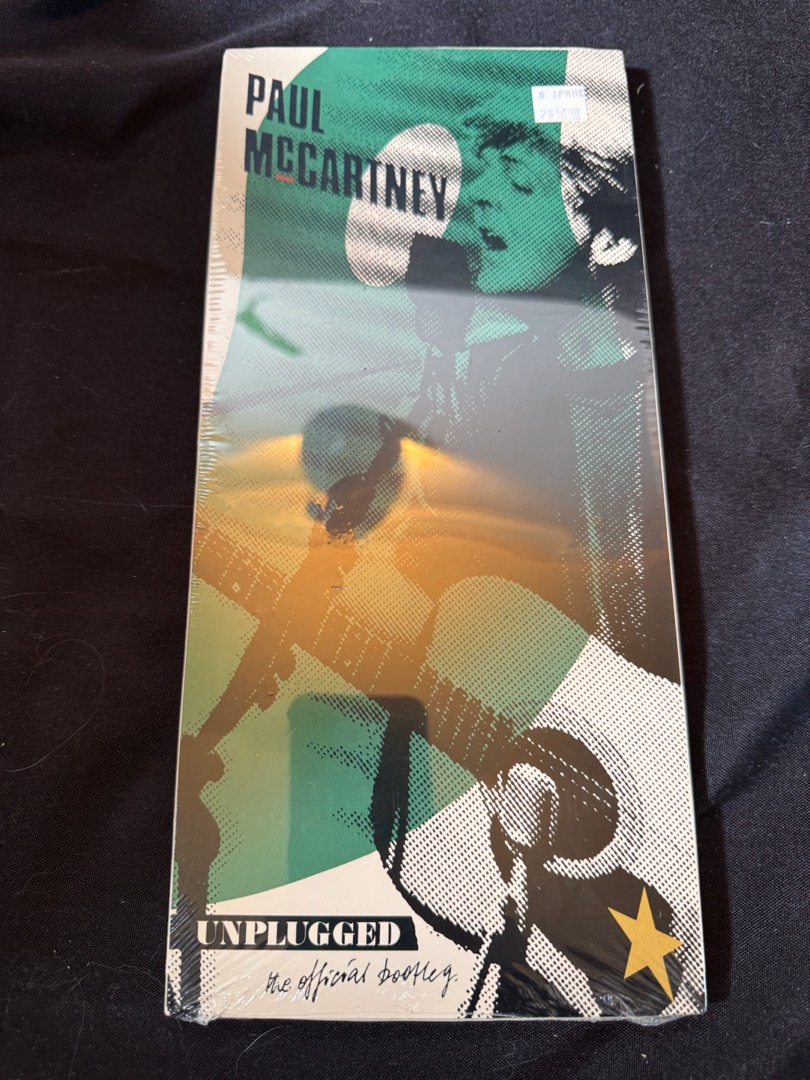 PAUL
McCARTNEY
UNPLUGGED
the official bootleg.